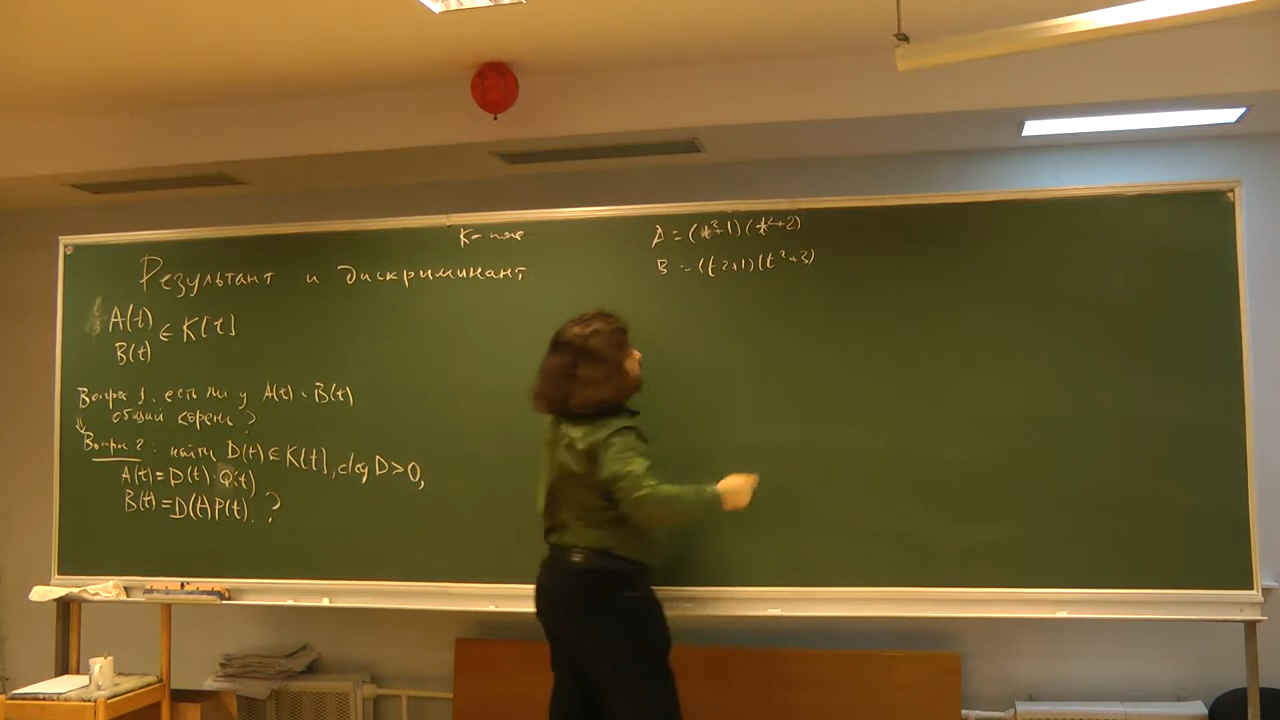 K – поле
Результант и дискриминант.
A(t)
B(t) ∈ K[t]
Вопрос 1. есть ли у A(t) и B(t)
общий корень?
⇓
Вопрос 2: найти D(t) ∈ K[t], deg D > 0,
A(t) = D(t) · Q(t)
B(t) = D(t) P(t) ?
A = (t²+1)(t²+2)
B = (t²+1)(t²+3)